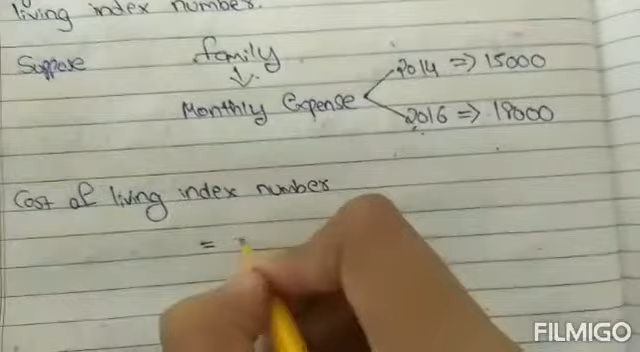 living index number.
Suppose family 2014 => 15000
Monthly Expense
2016 => 18000
Cost of living index number
=
FILMIGO